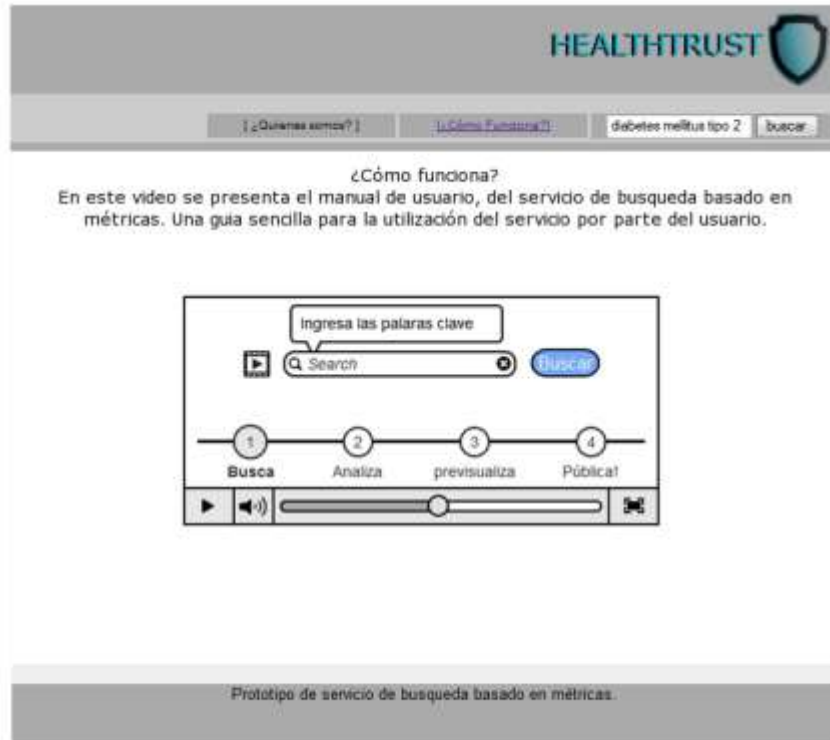 HEALTHTRUST
[ ¿Quienes somos? ] [¿Cómo Funciona?] diabetes mellitus tipo 2 buscar
¿Cómo funciona?
En este video se presenta el manual de usuario, del servicio de busqueda basado en
métricas. Una guia sencilla para la utilización del servicio por parte del usuario.
Ingresa las palaras clave
Search Buscar
1 2 3 4
Busca Analiza previsualiza Pública!
Prototipo de servicio de busqueda basado en métricas.